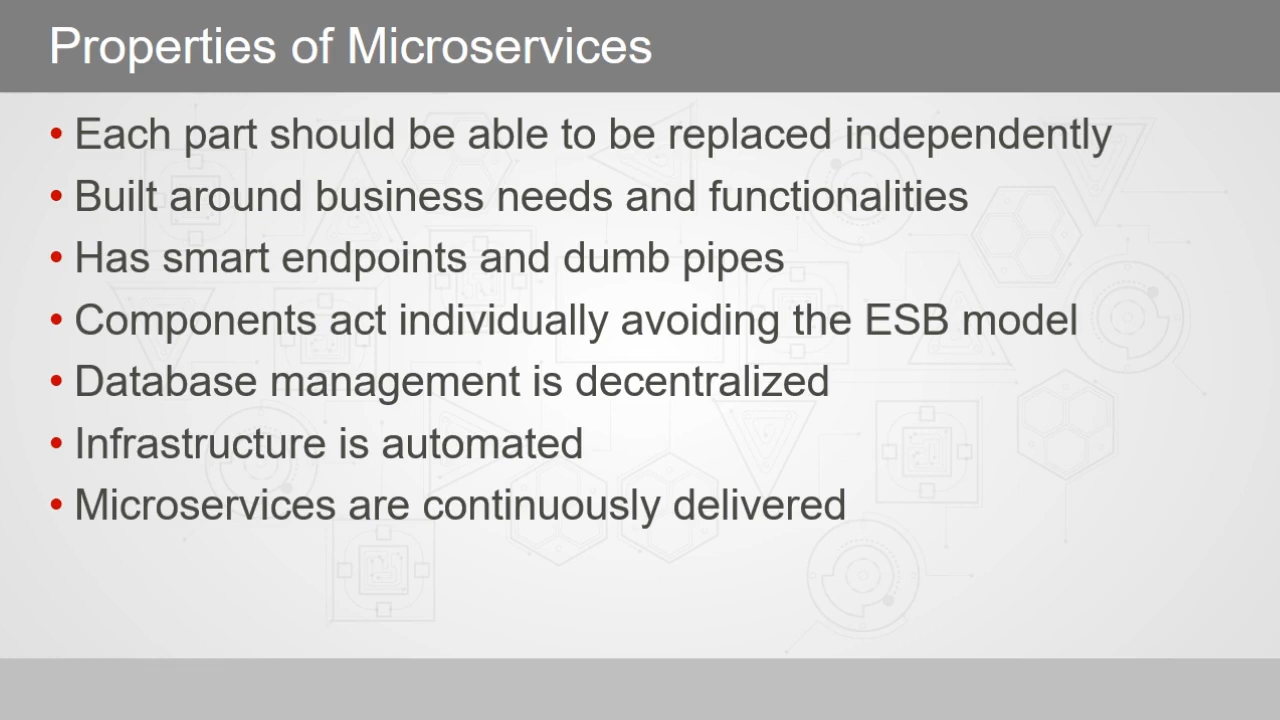 Properties of Microservices
• Each part should be able to be replaced independently
• Built around business needs and functionalities
• Has smart endpoints and dumb pipes
• Components act individually avoiding the ESB model
• Database management is decentralized
• Infrastructure is automated
• Microservices are continuously delivered